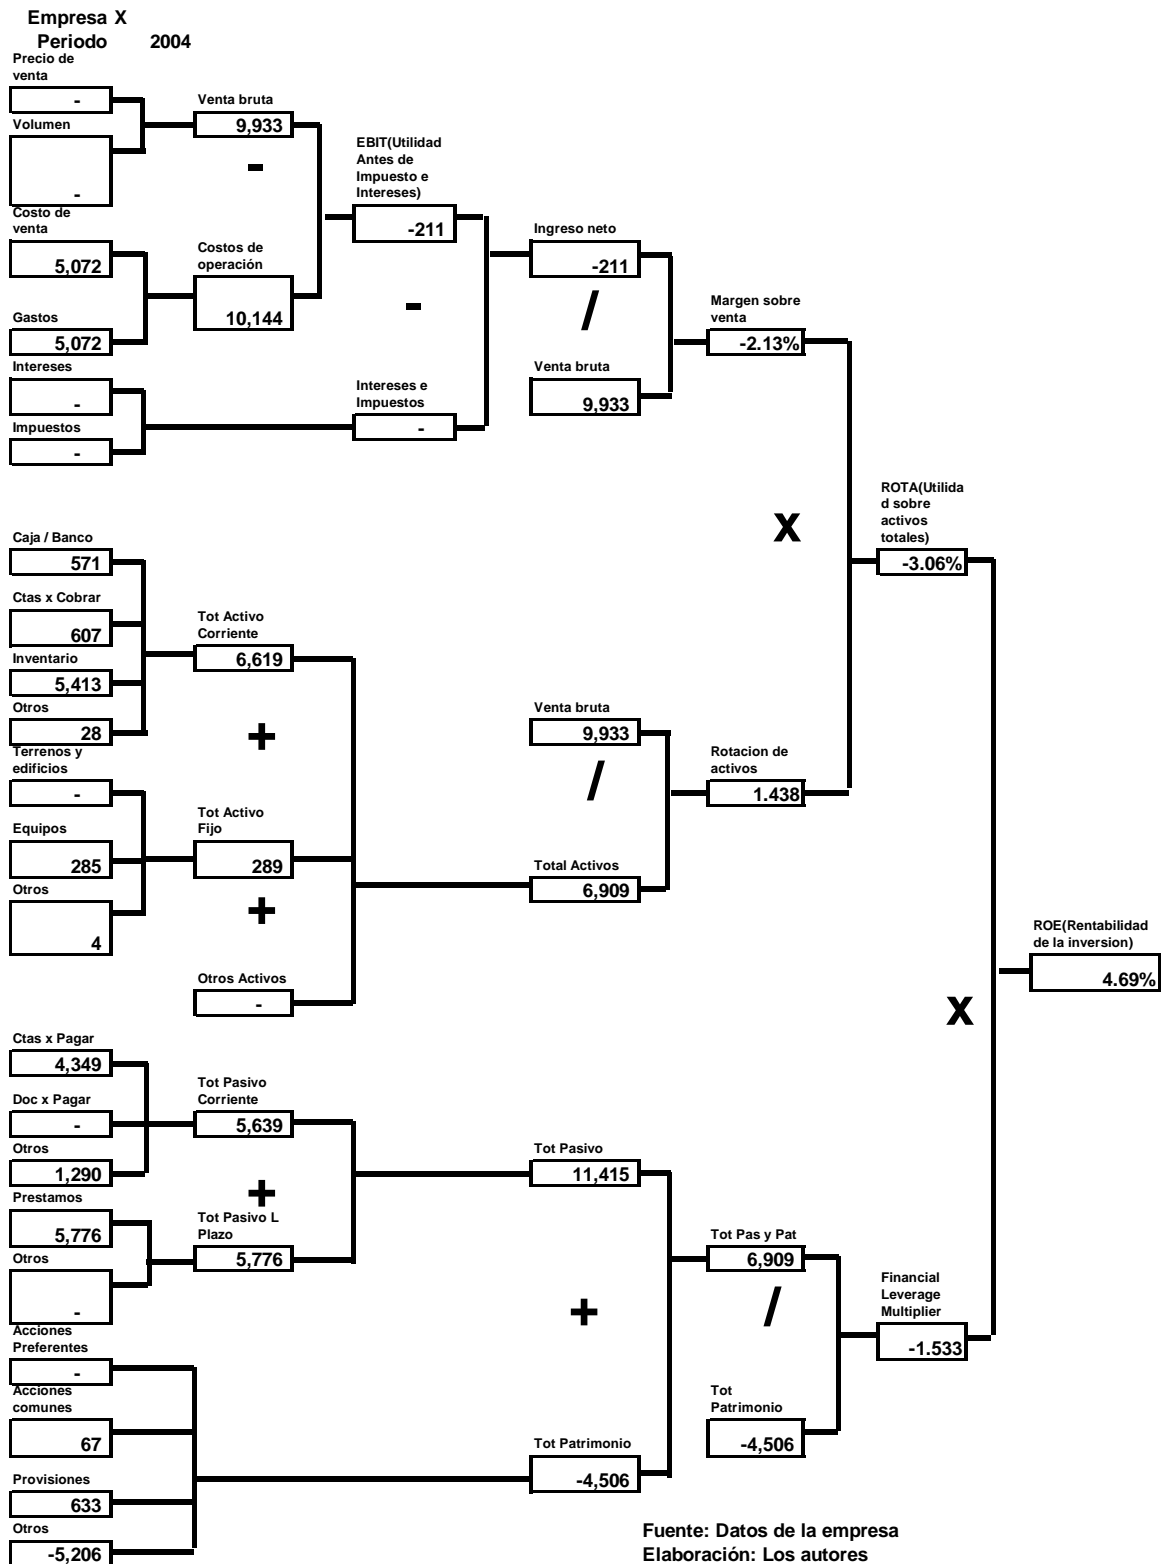 Empresa X
Periodo 2004
Precio de
venta
-
Volumen
-
Costo de
venta
5,072
Gastos
5,072
Intereses
-
Impuestos
-
Venta bruta
9,933
-
Costos de
operación
10,144
EBIT(Utilidad
Antes de
Impuesto e
Intereses)
-211
-
Intereses e
Impuestos
-
Ingreso neto
-211
/
Venta bruta
9,933
Margen sobre
venta
-2.13%
x
ROTA(Utilida
d sobre
activos
totales)
-3.06%
Caja / Banco
571
Ctas x Cobrar
607
Inventario
5,413
Otros
28
Terrenos y
edificios
-
Equipos
285
Otros
4
Tot Activo
Corriente
6,619
+
Tot Activo
Fijo
289
+
Otros Activos
-
Venta bruta
9,933
/
Total Activos
6,909
Rotacion de
activos
1.438
ROE(Rentabilidad
de la inversion)
4.69%
x
Ctas x Pagar
4,349
Doc x Pagar
-
Otros
1,290
Prestamos
5,776
Otros
-
Acciones
Preferentes
-
Acciones
comunes
67
Provisiones
633
Otros
-5,206
Tot Pasivo
Corriente
5,639
+
Tot Pasivo L
Plazo
5,776
Tot Pasivo
11,415
+
Tot Patrimonio
-4,506
Tot Pas y Pat
6,909
/
Tot
Patrimonio
-4,506
Financial
Leverage
Multiplier
-1.533
Fuente: Datos de la empresa
Elaboración: Los autores